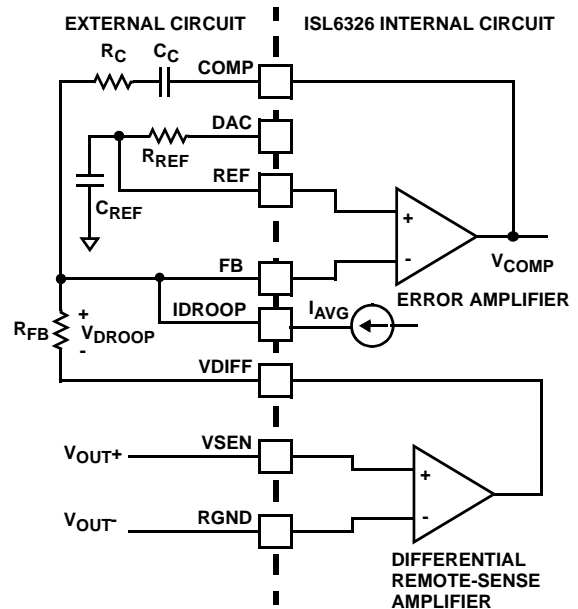 EXTERNAL CIRCUIT
ISL6326 INTERNAL CIRCUIT
RC
CC
COMP
DAC
RREF
REF
CREF
+
-
VCOMP
FB
ERROR AMPLIFIER
IDROOP
IAVG
RFB
+
VDROOP
-
VDIFF
VOUT+
VSEN
+
VOUT-
RGND
-
DIFFERENTIAL
REMOTE-SENSE
AMPLIFIER